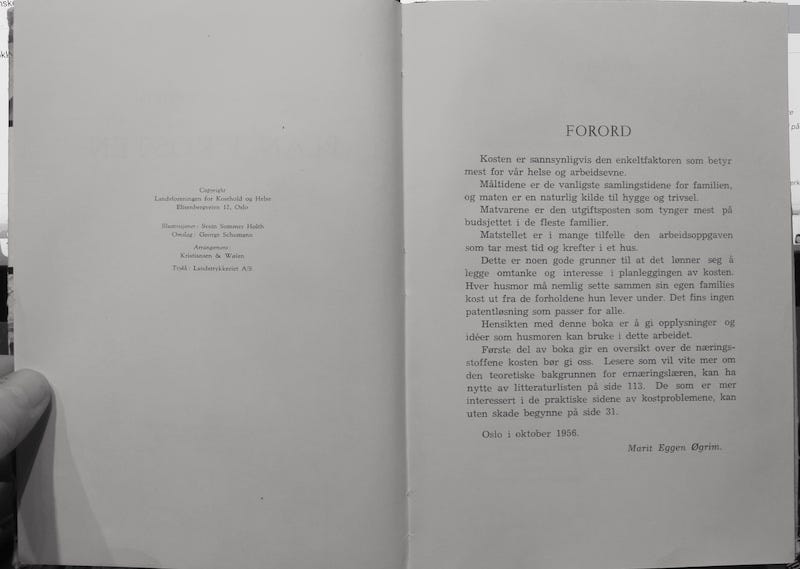 Copyright
Landsforeningen for Kosthold og Helse
Elisenbergveien 12, Oslo
Illustrasjoner: Svein Sommer Holth
Omslag: George Schumann
Arrangement:
Kristiansen & Wøien
Trykk: Landstrykkeriet A/S
FORORD
Kosten er sannsynligvis den enkeltfaktoren som betyr
mest for vår helse og arbeidsevne.
Måltidene er de vanligste samlingstidene for familien,
og maten er en naturlig kilde til hygge og trivsel.
Matvarene er den utgiftsposten som tynger mest på
budsjettet i de fleste familier.
Matstellet er i mange tilfelle den arbeidsoppgaven
som tar mest tid og krefter i et hus.
Dette er noen gode grunner til at det lønner seg å
legge omtanke og interesse i planleggingen av kosten.
Hver husmor må nemlig sette sammen sin egen families
kost ut fra de forholdene hun lever under. Det fins ingen
patentløsning som passer for alle.
Hensikten med denne boka er å gi opplysninger og
idéer som husmoren kan bruke i dette arbeidet.
Første del av boka gir en oversikt over de nærings-
stoffene kosten bør gi oss. Lesere som vil vite mer om
den teoretiske bakgrunnen for ernæringslæren, kan ha
nytte av litteraturlisten på side 113. De som er mer
interessert i de praktiske sidene av kostproblemene, kan
uten skade begynne på side 31.
Oslo i oktober 1956.
Marit Eggen Øgrim.